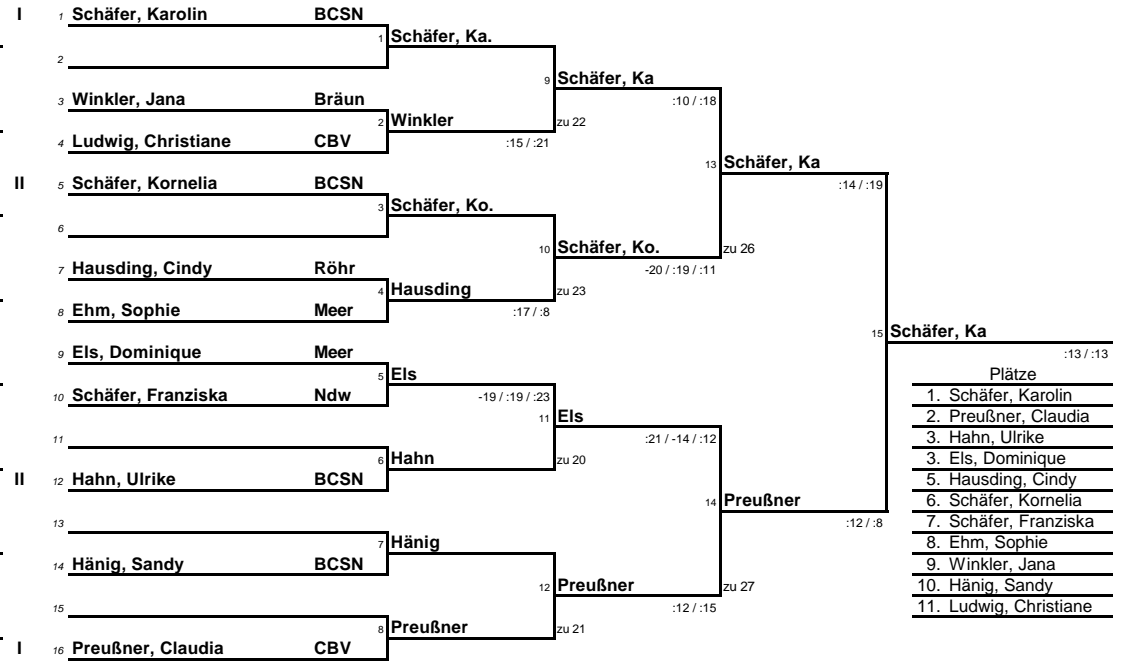 I 1 Schäfer, Karolin BCSN
1 Schäfer, Ka.
2
9 Schäfer, Ka
3 Winkler, Jana Bräun :10 / :18
2 Winkler zu 22
4 Ludwig, Christiane CBV :15 / :21
13 Schäfer, Ka
II 5 Schäfer, Kornelia BCSN :14 / :19
3 Schäfer, Ko.
6
10 Schäfer, Ko. zu 26
7 Hausding, Cindy Röhr -20 / :19 / :11
4 Hausding zu 23
8 Ehm, Sophie Meer :17 / :8
15 Schäfer, Ka
9 Els, Dominique Meer :13 / :13
5 Els Plätze
10 Schäfer, Franziska Ndw -19 / :19 / :23 1. Schäfer, Karolin
11 Els 2. Preußner, Claudia
11 :21 / -14 / :12 3. Hahn, Ulrike
6 Hahn zu 20 3. Els, Dominique
II 12 Hahn, Ulrike BCSN 5. Hausding, Cindy
14 Preußner 6. Schäfer, Kornelia
13 :12 / :8 7. Schäfer, Franziska
7 Hänig 8. Ehm, Sophie
14 Hänig, Sandy BCSN 9. Winkler, Jana
12 Preußner zu 27 10. Hänig, Sandy
15 :12 / :15 11. Ludwig, Christiane
8 Preußner zu 21
I 16 Preußner, Claudia CBV